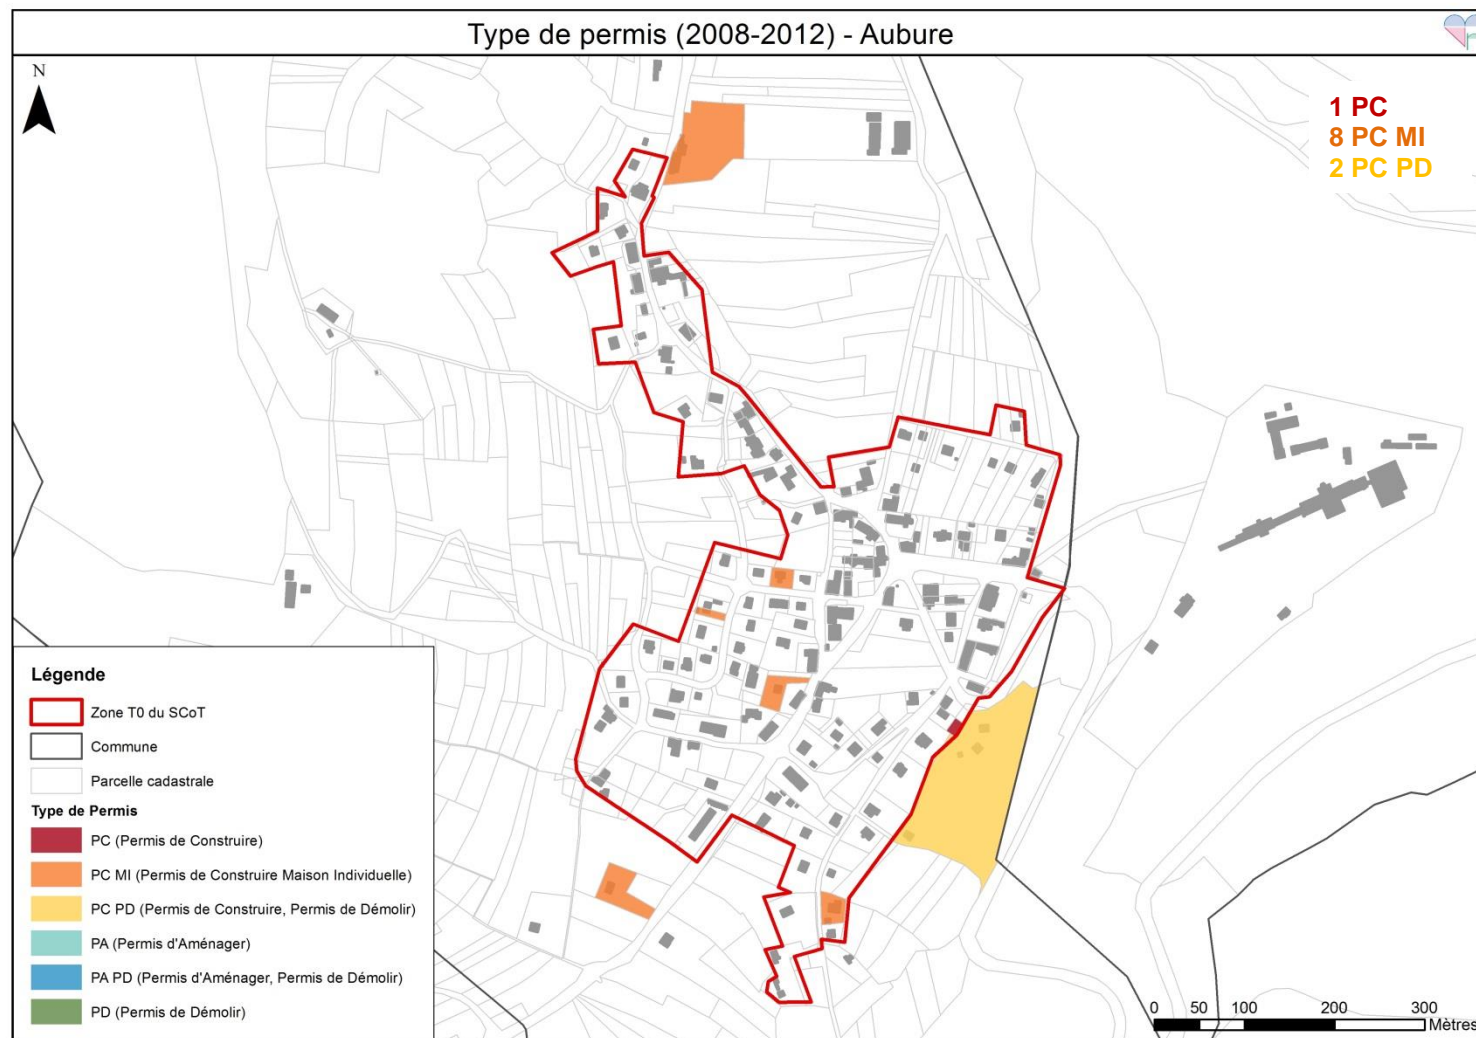 Type de permis (2008-2012) - Aubure
N
1 PC
8 PC MI
2 PC PD
Légende
Zone T0 du SCoT
Commune
Parcelle cadastrale
Type de Permis
PC (Permis de Construire)
PC MI (Permis de Construire Maison Individuelle)
PC PD (Permis de Construire, Permis de Démolir)
PA (Permis d'Aménager)
PA PD (Permis d'Aménager, Permis de Démolir)
PD (Permis de Démolir)
0 50 100 200 300
Mètres